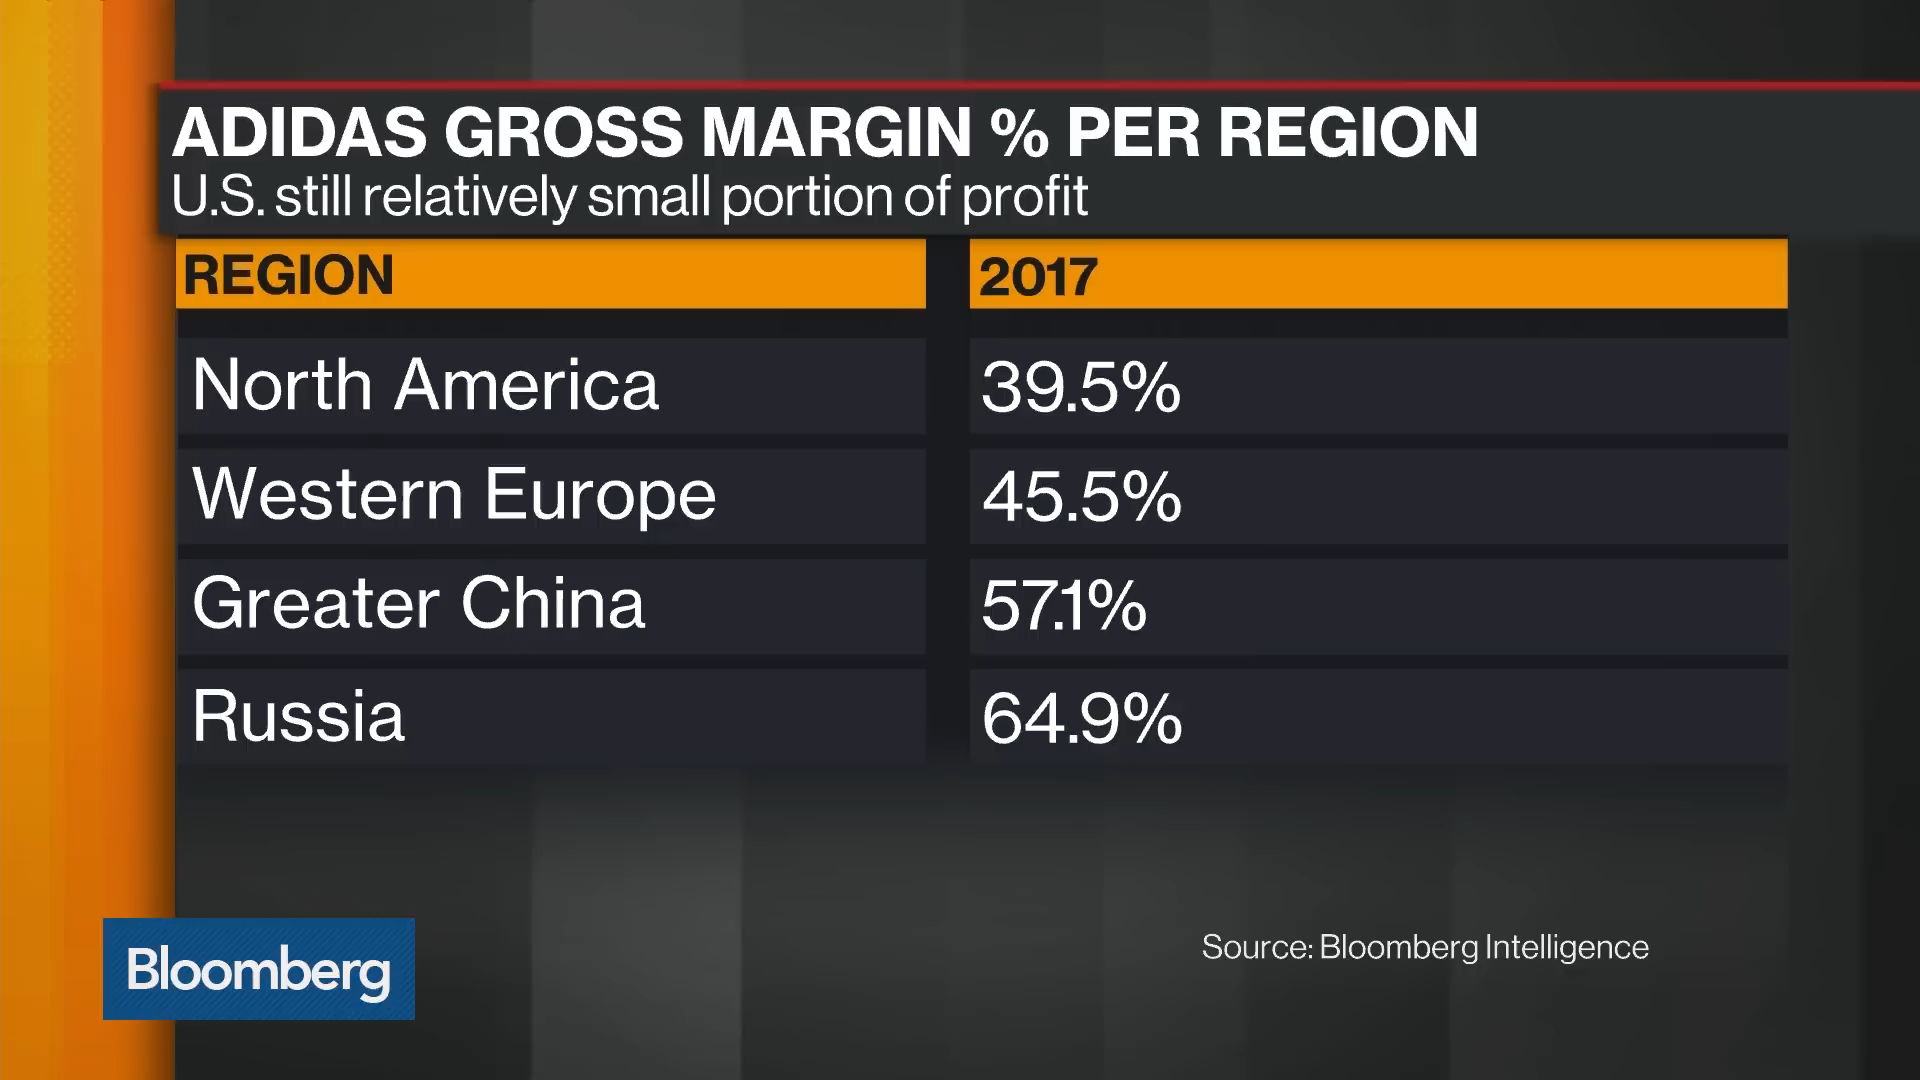 ADIDAS GROSS MARGIN % PER REGION
U.S. still relatively small portion of profit
REGION 2017
North America 39.5%
Western Europe 45.5%
Greater China 57.1%
Russia 64.9%
Source: Bloomberg Intelligence
Bloomberg